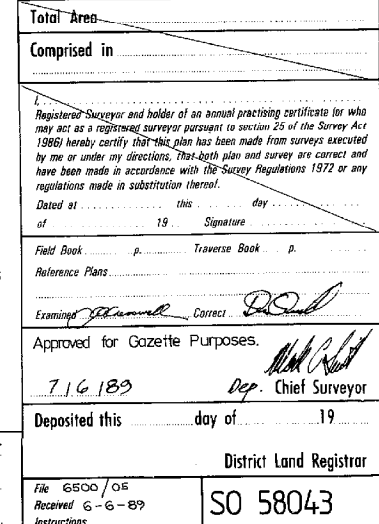 Total Area
Comprised in
I,
Registered Surveyor and holder of an annual practising certificate (or who
may act as a registered surveyor pursuant to section 25 of the Survey Act
1986) hereby certify that this plan has been made from surveys executed
by me or under my directions, that both plan and survey are correct and
have been made in accordance with the Survey Regulations 1972 or any
regulations made in substitution thereof.
Dated at this day
of 19 Signature
Field Book p. Traverse Book p.
Reference Plans
Examined Correct
Approved for Gazette Purposes.
7/6/89 Dep. Chief Surveyor
Deposited this day of 19
District Land Registrar
File 6500/05
Received 6-6-89
Instructions
SO 58043